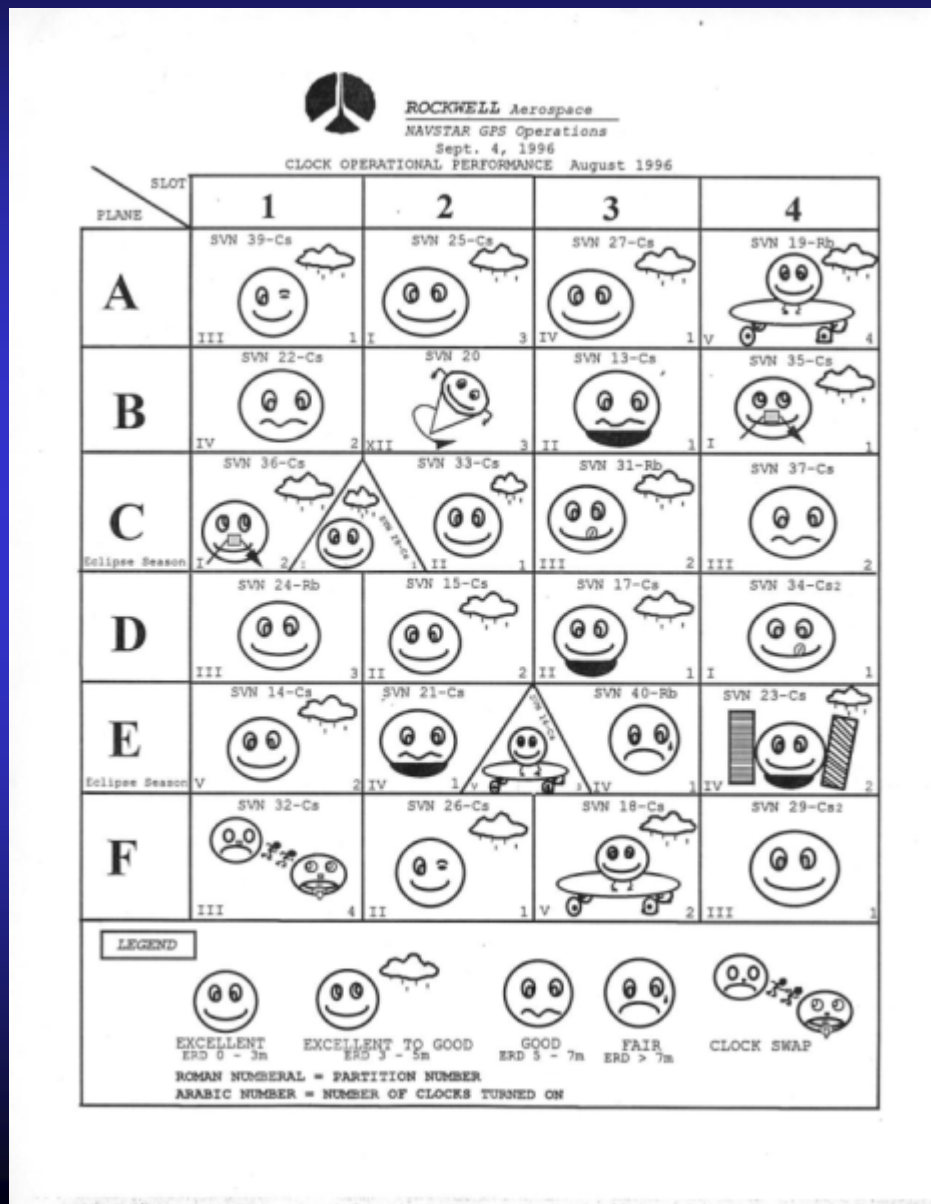 ROCKWELL Aerospace
NAVSTAR GPS Operations
Sept. 4, 1996
CLOCK OPERATIONAL PERFORMANCE August 1996
SLOT
PLANE
1 2 3 4
A
SVN 39-Cs SVN 25-Cs SVN 27-Cs SVN 19-Rb
III 1 I 3 IV 1 V 4
B
SVN 22-Cs SVN 20 SVN 13-Cs SVN 35-Cs
IV 2 XII 3 II 1 I 1
C
Eclipse Season
SVN 36-Cs SVN 33-Cs SVN 31-Rb SVN 37-Cs
I 2 II 1 III 2 III 2
D
SVN 24-Rb SVN 15-Cs SVN 17-Cs SVN 34-Cs2
III 3 II 2 II 1 I 1
E
Eclipse Season
SVN 14-Cs SVN 21-Cs SVN 16-Cs SVN 40-Rb SVN 23-Cs
V 2 IV 1 V IV 1 IV 2
F
SVN 32-Cs SVN 26-Cs SVN 18-Cs SVN 29-Cs2
III 4 II 1 V 2 III 1
LEGEND
EXCELLENT EXCELLENT TO GOOD GOOD FAIR CLOCK SWAP
ERD 0 - 3m ERD 3 - 5m ERD 5 - 7m ERD > 7m
ROMAN NUMBERAL = PARTITION NUMBER
ARABIC NUMBER = NUMBER OF CLOCKS TURNED ON